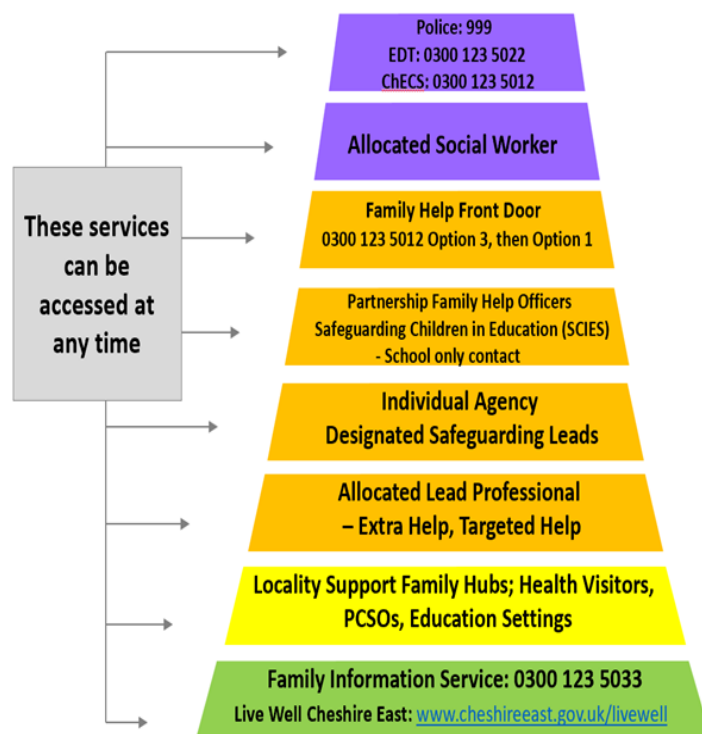 Police: 999
EDT: 0300 123 5022
ChECS: 0300 123 5012
Allocated Social Worker
These services
can be
accessed at
any time
Family Help Front Door
0300 123 5012 Option 3, then Option 1
Partnership Family Help Officers
Safeguarding Children in Education (SCIES)
- School only contact
Individual Agency
Designated Safeguarding Leads
Allocated Lead Professional
– Extra Help, Targeted Help
Locality Support Family Hubs; Health Visitors,
PCSOs, Education Settings
Family Information Service: 0300 123 5033
Live Well Cheshire East: www.cheshireeast.gov.uk/livewell